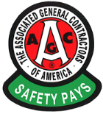 THE ASSOCIATED GENERAL CONTRACTORS
AGC
OF AMERICA
SAFETY PAYS